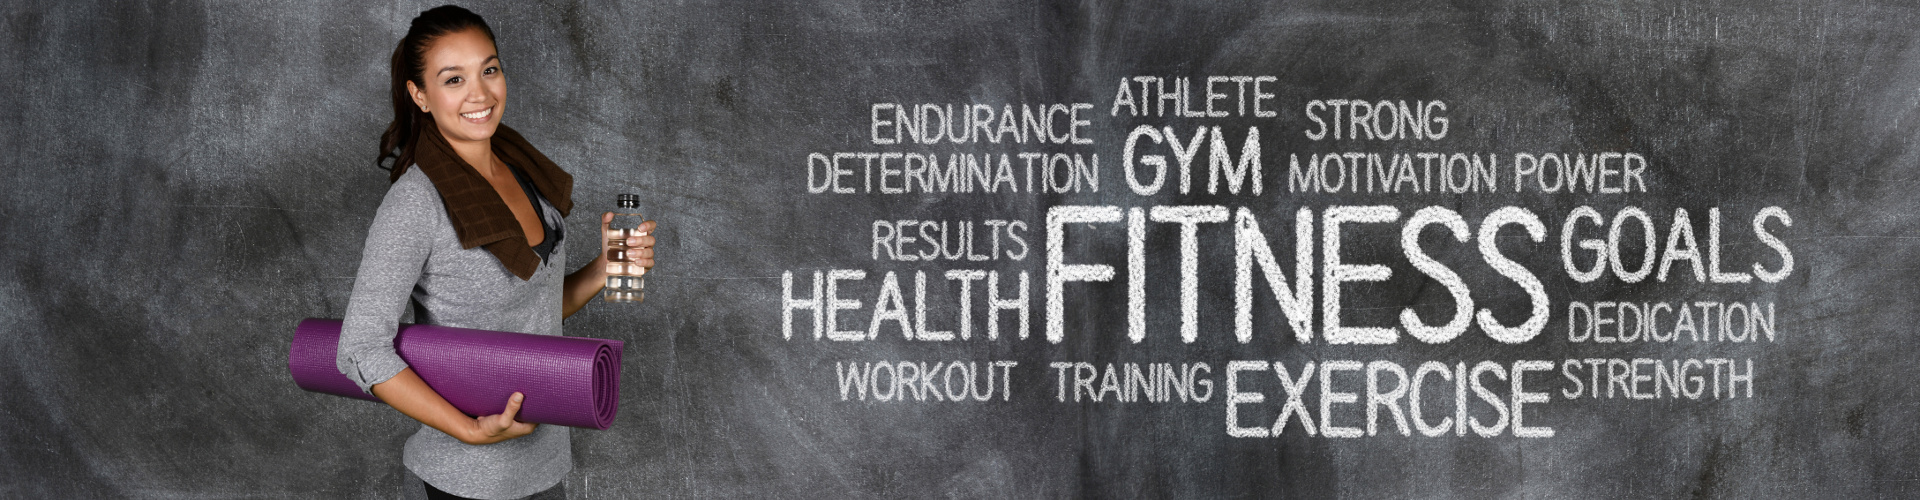 ATHLETE
ENDURANCE STRONG
DETERMINATION GYM MOTIVATION POWER
RESULTS FITNESS GOALS
HEALTH DEDICATION
WORKOUT TRAINING EXERCISE STRENGTH